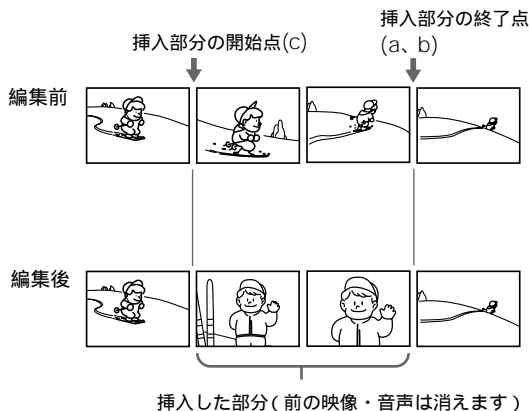 挿入部分の終了点
(a、b)
挿入部分の開始点(c)
編集前
編集後
挿入した部分(前の映像・音声は消えます)